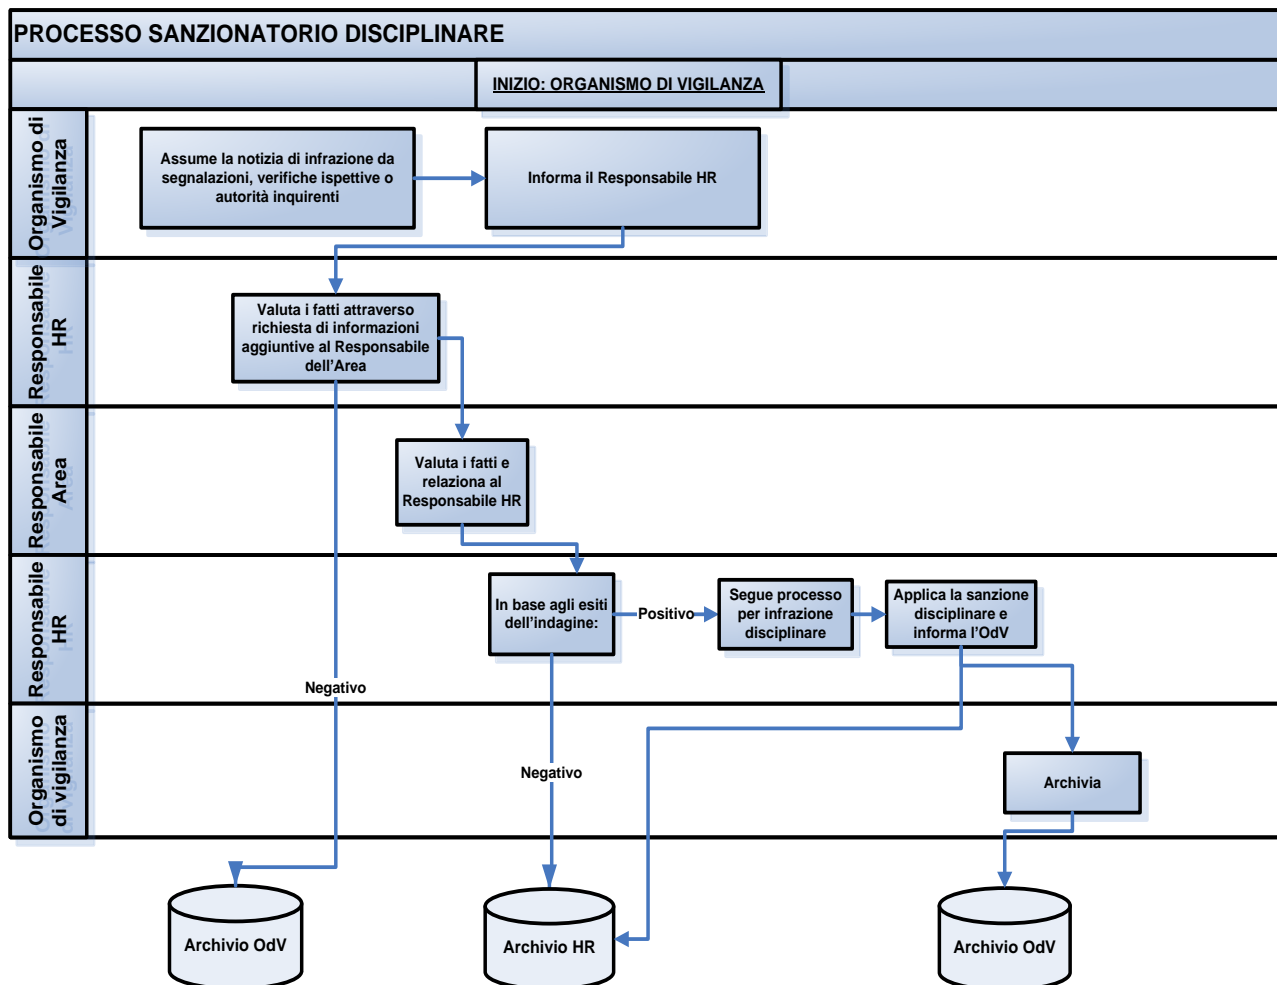 PROCESSO SANZIONATORIO DISCIPLINARE
INIZIO: ORGANISMO DI VIGILANZA
Organismo di
Vigilanza
Assume la notizia di infrazione da
segnalazioni, verifiche ispettive o
autorità inquirenti
Informa il Responsabile HR
Responsabile
HR
Valuta i fatti attraverso
richiesta di informazioni
aggiuntive al Responsabile
dell'Area
Responsabile
Area
Valuta i fatti e
relaziona al
Responsabile HR
Responsabile
HR
In base agli esiti
dell'indagine:
Positivo
Segue processo
per infrazione
disciplinare
Applica la sanzione
disciplinare e
informa l'OdV
Negativo
Organismo
di vigilanza
Negativo
Archivia
Archivio OdV
Archivio HR
Archivio OdV